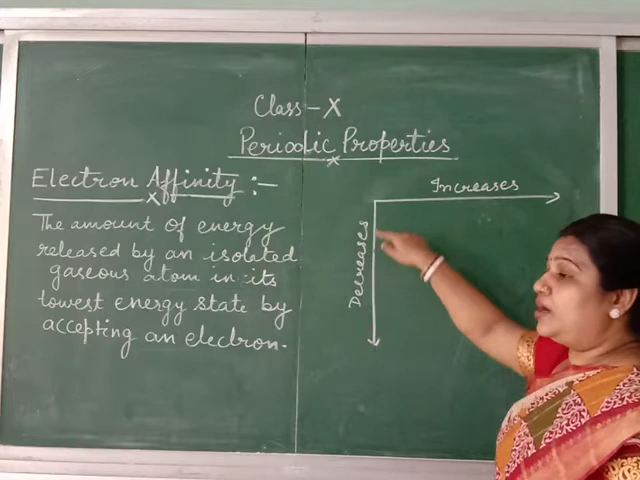 Class - X
Periodic Properties
Electron Affinity :-
The amount of energy
released by an isolated
gaseous atom in its
lowest energy state by
accepting an electron.
Increases
Decreases